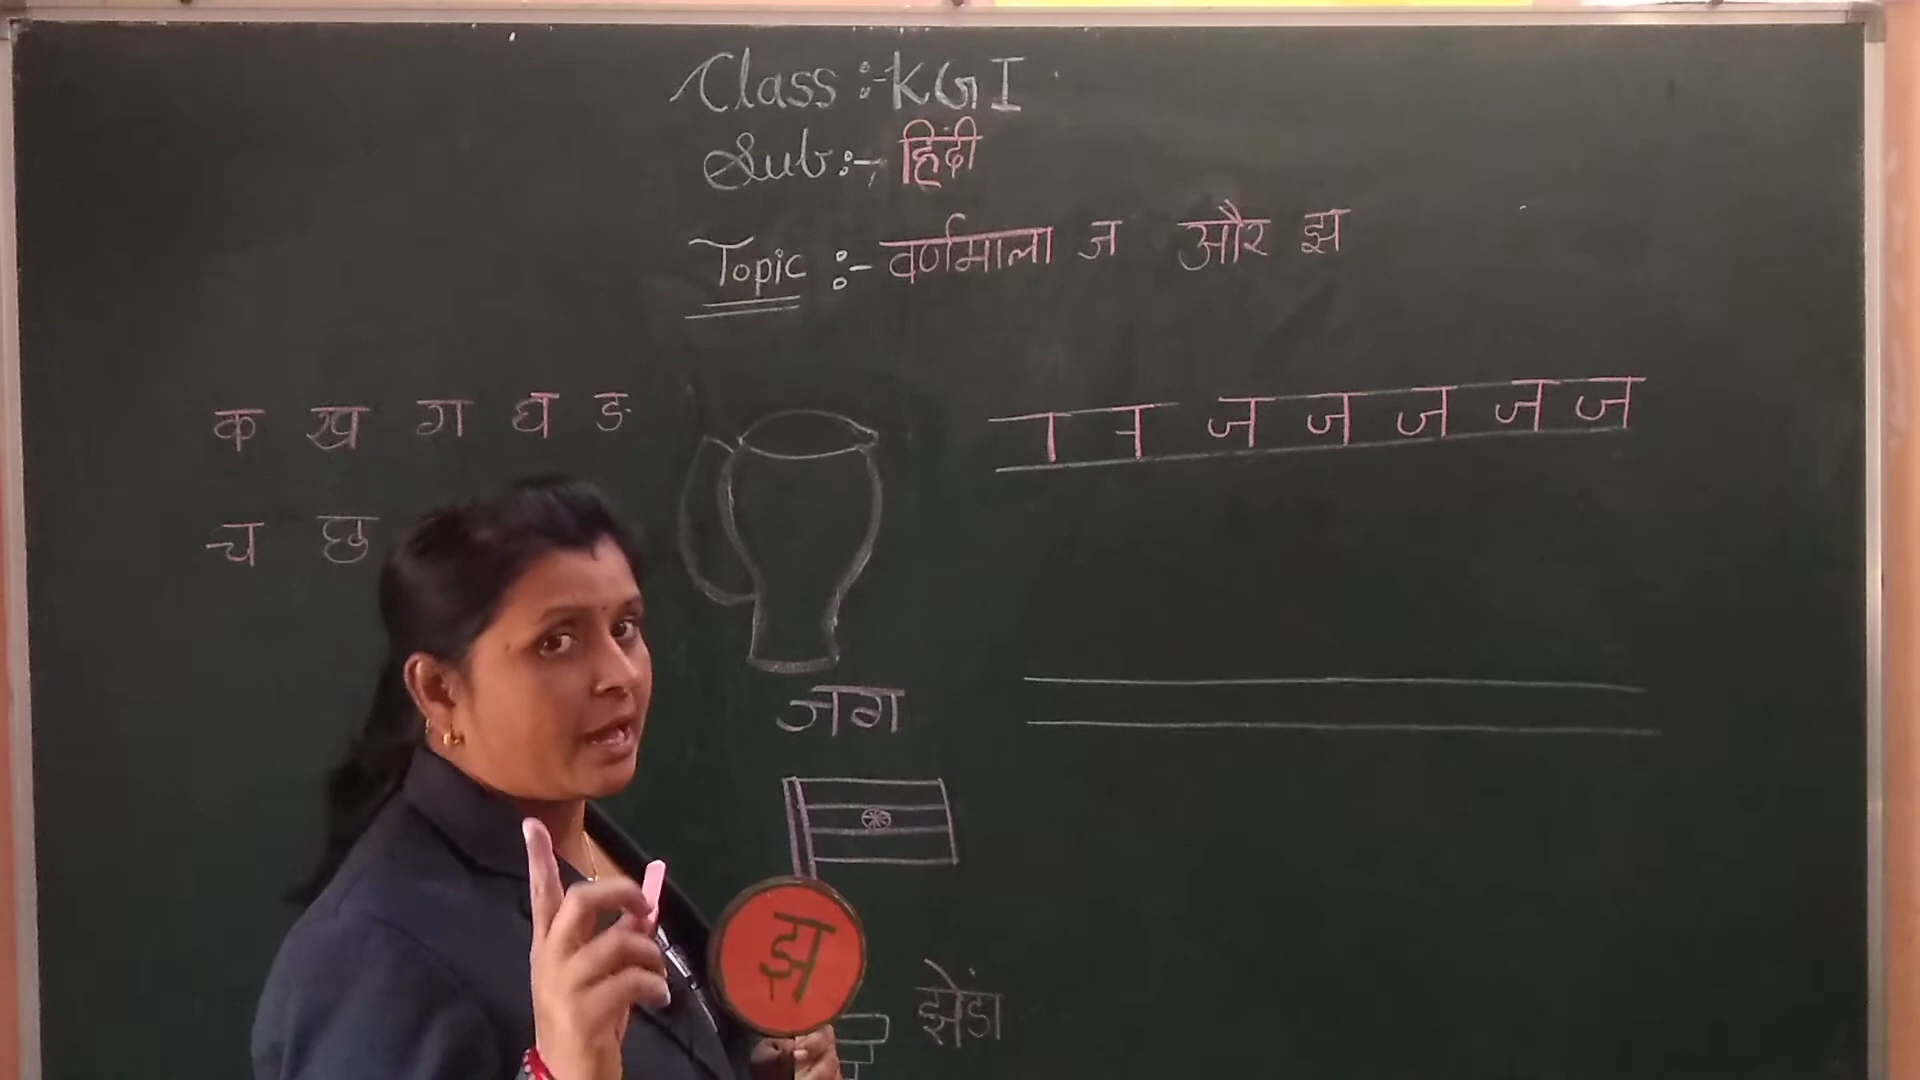 Class :- KG I
Sub :- हिंदी
Topic :- वर्णमाला ज और झ
क ख ग घ ङ
च छ
ज ज ज ज ज
जग
झ
झेंडा